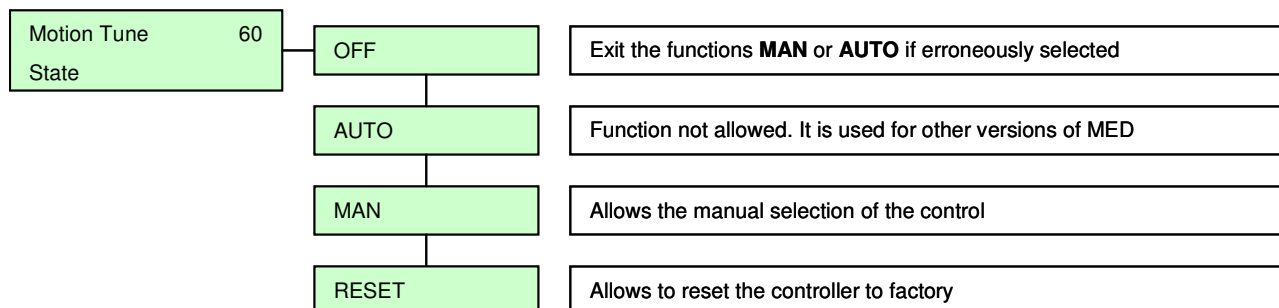 Motion Tune 60
State
OFF
Exit the functions MAN or AUTO if erroneously selected
AUTO
Function not allowed. It is used for other versions of MED
MAN
Allows the manual selection of the control
RESET
Allows to reset the controller to factory